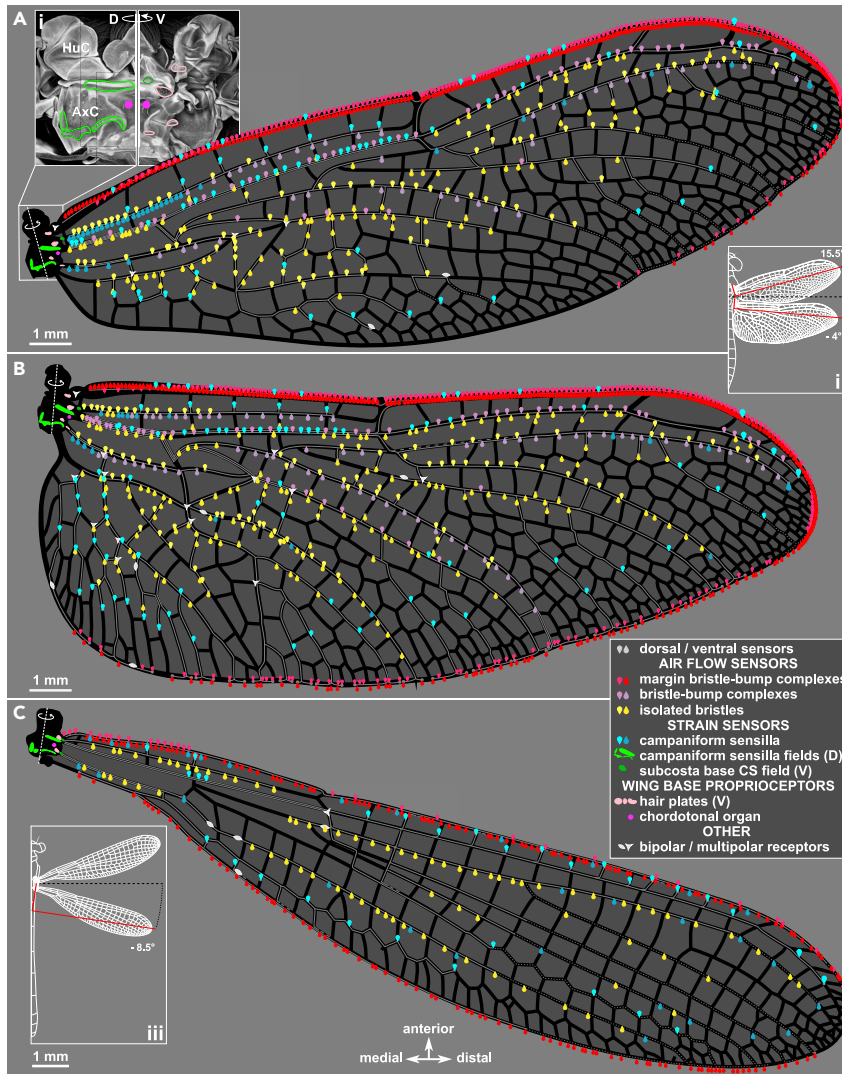 A
i
D V
HuC
AxC
1 mm
15.5°
- 4°
i
B
1 mm
dorsal / ventral sensors
AIR FLOW SENSORS
margin bristle-bump complexes
bristle-bump complexes
isolated bristles
STRAIN SENSORS
campaniform sensilla
campaniform sensilla fields (D)
subcosta base CS field (V)
WING BASE PROPRIOCEPTORS
hair plates (V)
chordotonal organ
OTHER
bipolar / multipolar receptors
C
- 8.5°
iii
1 mm
anterior
medial distal